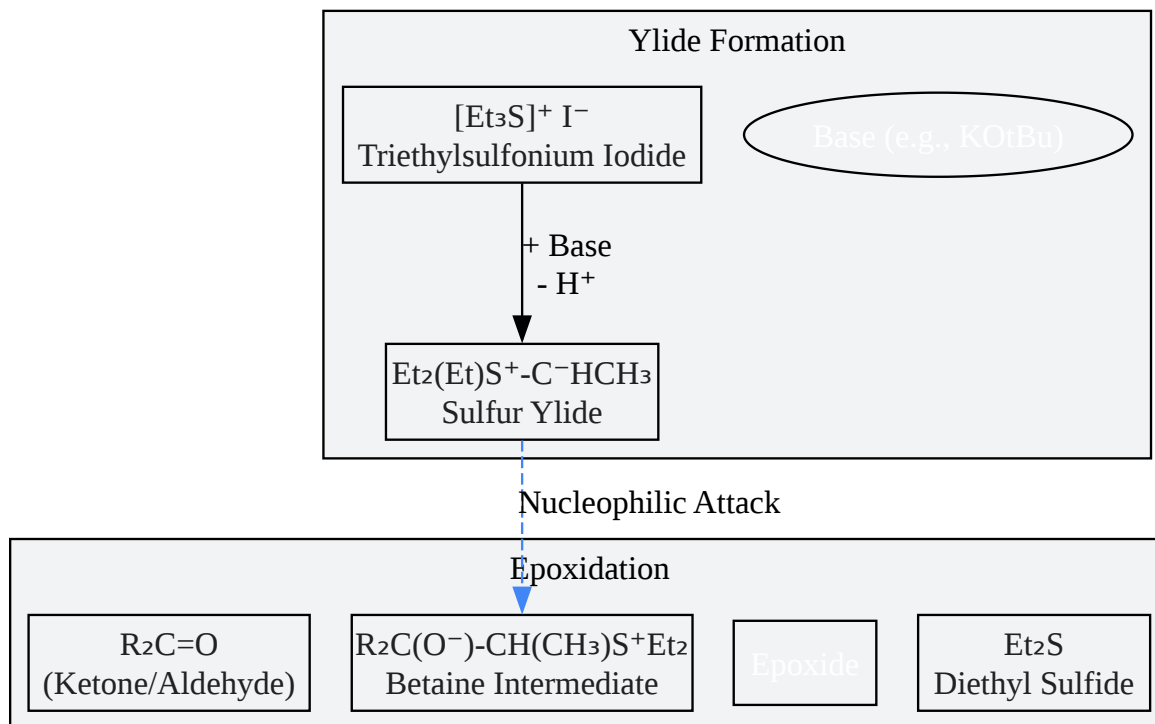 Ylide Formation
[Et₃S]⁺ I⁻
Triethylsulfonium Iodide
Base (e.g., KOtBu)
+ Base
- H⁺
Et₂(Et)S⁺-C⁻HCH₃
Sulfur Ylide
Nucleophilic Attack
Epoxidation
R₂C=O
(Ketone/Aldehyde)
R₂C(O⁻)-CH(CH₃)S⁺Et₂
Betaine Intermediate
Epoxide
Et₂S
Diethyl Sulfide